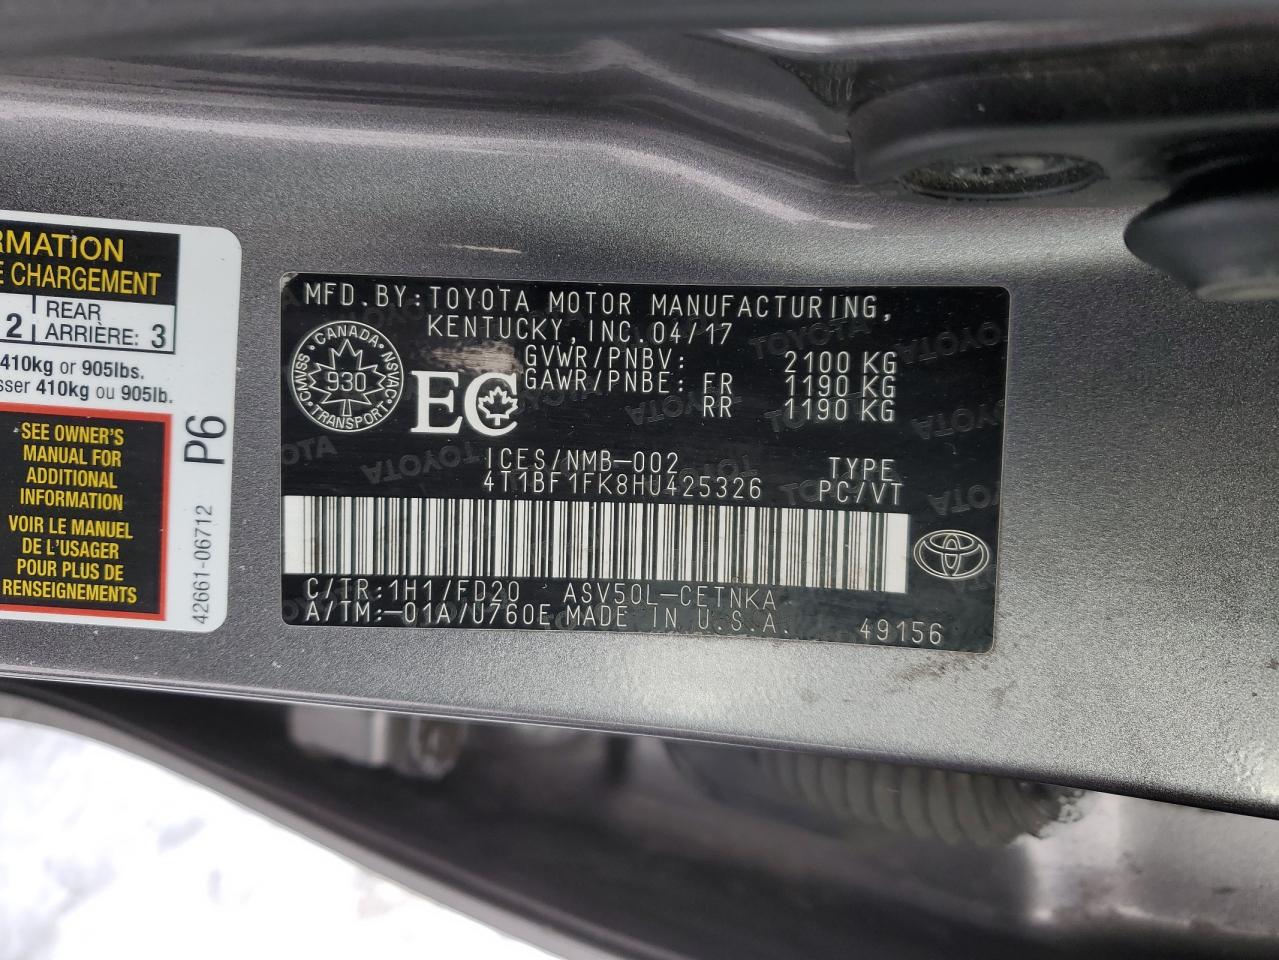 RMATION
E CHARGEMENT
2 REAR ARRIÈRE: 3
410kg or 905lbs.
sser 410kg ou 905lb.
SEE OWNER'S
MANUAL FOR
ADDITIONAL
INFORMATION
VOIR LE MANUEL
DE L'USAGER
POUR PLUS DE
RENSEIGNEMENTS
P6
42661-06712
MFD.BY:TOYOTA MOTOR MANUFACTURING,
KENTUCKY,INC.04/17
CANADA
NSVAC
TRANSPORT
CMVSS
930
EC
GVWR/PNBV: 2100 KG
GAWR/PNBE: FR 1190 KG
RR 1190 KG
ICES/NMB-002 TYPE
4T1BF1FK8HU425326 PC/VT
C/TR:1H1/FD20 ASV50L-CETNKA
A/TM:-01A/U760E MADE IN U.S.A. 49156
TOYOTA